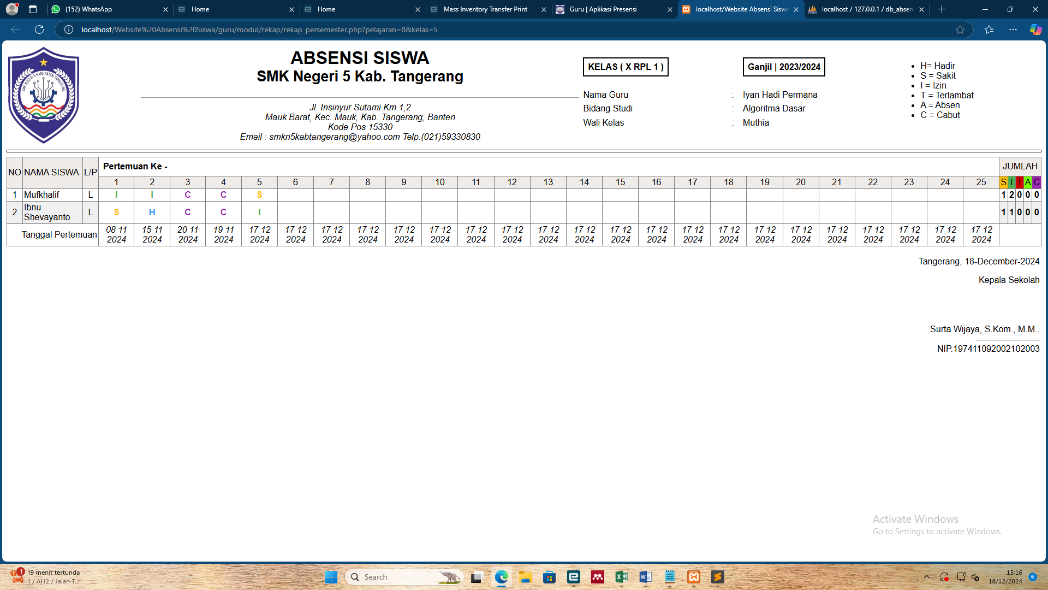 (152) WhatsApp
Home
Home
Mass Inventory Transfer Print
Guru | Aplikasi Presensi
localhost/Website Absensi Siswa
localhost / 127.0.0.1 / db_absen
localhost/Website%20Absensi%20Siswa/guru/modul/rekap/rekap_persemester.php?pelajaran=8&kelas=5
ABSENSI SISWA
SMK Negeri 5 Kab. Tangerang
Jl. Insinyur Sutami Km 1,2
Mauk Barat, Kec. Mauk, Kab. Tangerang, Banten
Kode Pos 15330
Email : smkn5kabtangerang@yahoo.com Telp.(021)59330830
KELAS ( X RPL 1 )
Ganjil | 2023/2024
Nama Guru : Iyan Hadi Permana
Bidang Studi : Algoritma Dasar
Wali Kelas : Muthia
• H= Hadir
• S = Sakit
• I = Izin
• T = Terlambat
• A = Absen
• C = Cabut
NO NAMA SISWA L/P Pertemuan Ke - JUMLAH
1 2 3 4 5 6 7 8 9 10 11 12 13 14 15 16 17 18 19 20 21 22 23 24 25 S I T A C
1 Mufkhalif L I I C C S 1 2 0 0 0
2 Ibnu Shevayanto L S H C C I 1 1 0 0 0
Tanggal Pertemuan 08 11 2024 15 11 2024 20 11 2024 19 11 2024 17 12 2024 17 12 2024 17 12 2024 17 12 2024 17 12 2024 17 12 2024 17 12 2024 17 12 2024 17 12 2024 17 12 2024 17 12 2024 17 12 2024 17 12 2024 17 12 2024 17 12 2024 17 12 2024 17 12 2024 17 12 2024 17 12 2024 17 12 2024 17 12 2024
Tangerang, 18-December-2024
Kepala Sekolah
Surta Wijaya, S.Kom., M.M..
NIP.197411092002102003
Activate Windows
Go to Settings to activate Windows.
1
19 menit tertunda
1 / AH2 / Jalan-T...
Search
15:16
18/12/2024
6